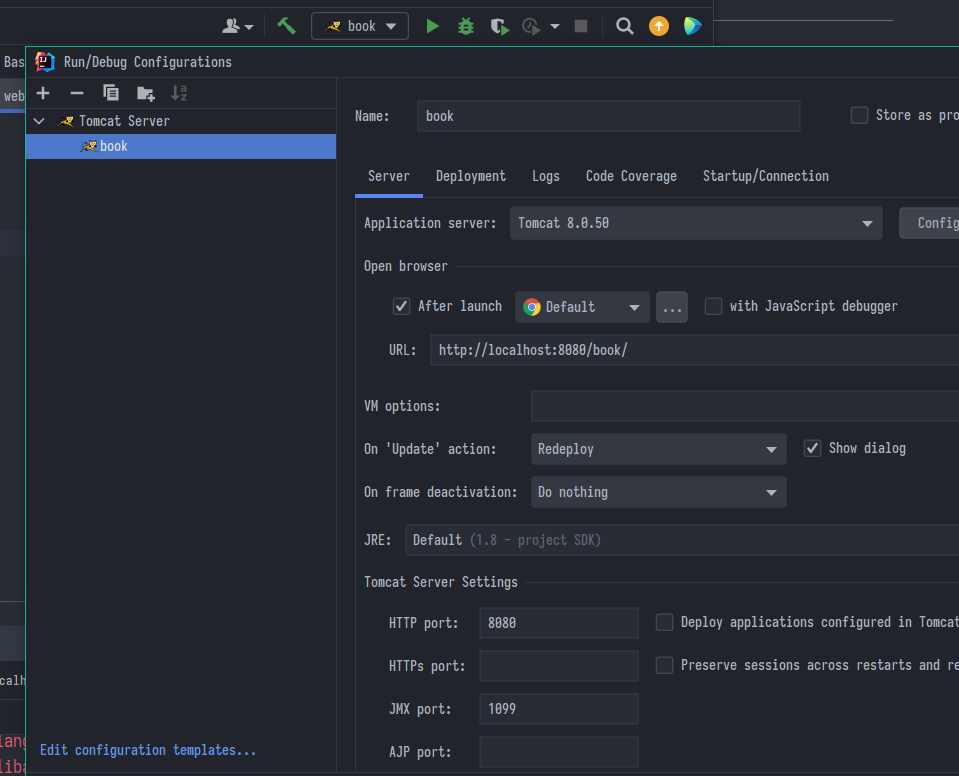 book
Bas
Run/Debug Configurations
web
Tomcat Server
book
Name: book
Store as pro
Server Deployment Logs Code Coverage Startup/Connection
Application server: Tomcat 8.0.50 Config
Open browser
After launch Default ... with JavaScript debugger
URL: http://localhost:8080/book/
VM options:
On 'Update' action: Redeploy Show dialog
On frame deactivation: Do nothing
JRE: Default (1.8 - project SDK)
Tomcat Server Settings
HTTP port: 8080 Deploy applications configured in Tomcat
HTTPs port: Preserve sessions across restarts and re
calh
JMX port: 1099
lang
Edit configuration templates...
AJP port:
liba